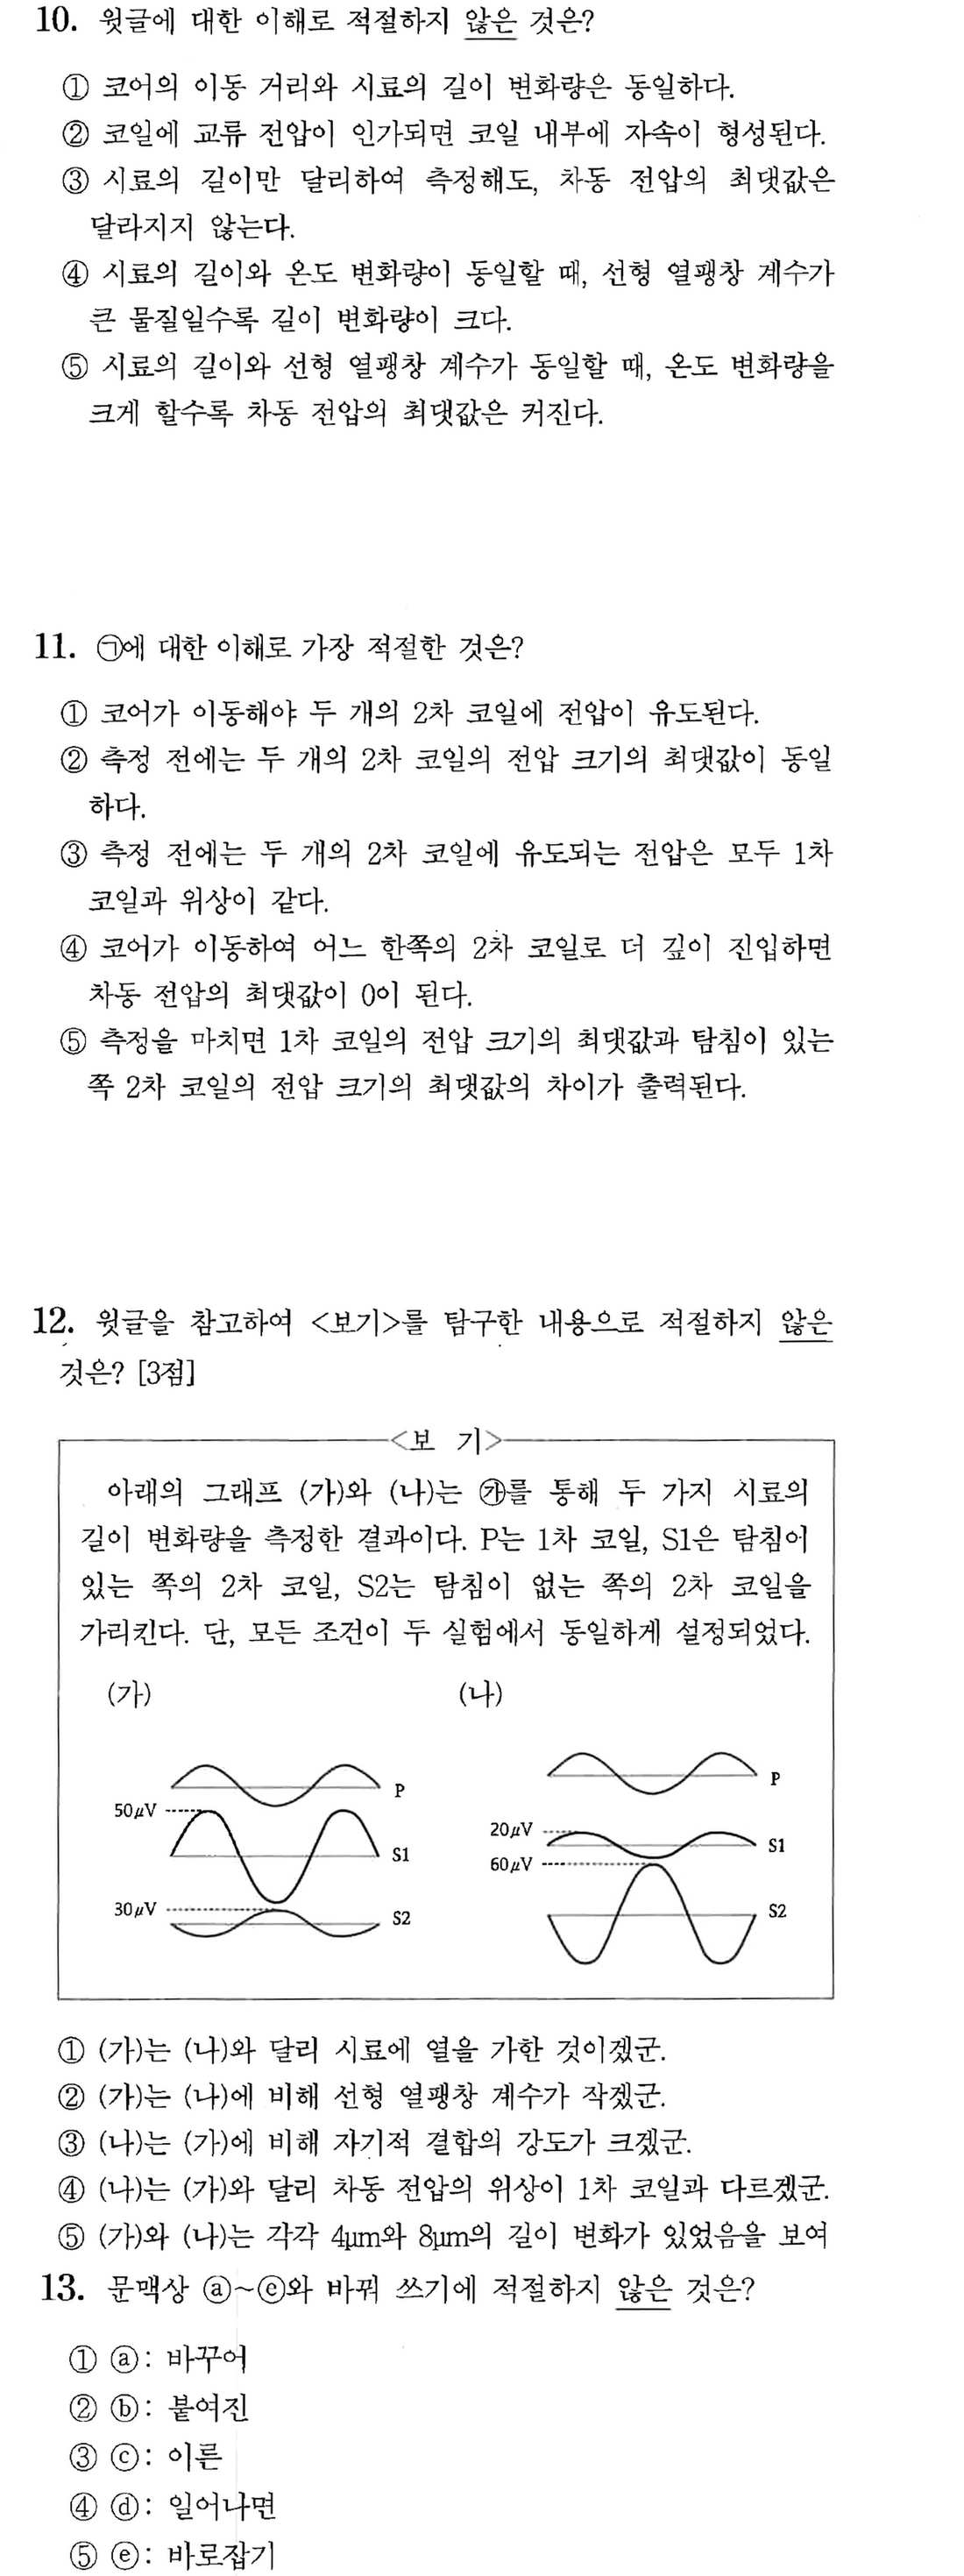 10. 윗글에 대한 이해로 적절하지 않은 것은?
① 코어의 이동 거리와 시료의 길이 변화량은 동일하다.
② 코일에 교류 전압이 인가되면 코일 내부에 자속이 형성된다.
③ 시료의 길이만 달리하여 측정해도, 차동 전압의 최댓값은
달라지지 않는다.
④ 시료의 길이와 온도 변화량이 동일할 때, 선형 열팽창 계수가
큰 물질일수록 길이 변화량이 크다.
⑤ 시료의 길이와 선형 열팽창 계수가 동일할 때, 온도 변화량을
크게 할수록 차동 전압의 최댓값은 커진다.
11. ㉠에 대한 이해로 가장 적절한 것은?
① 코어가 이동해야 두 개의 2차 코일에 전압이 유도된다.
② 측정 전에는 두 개의 2차 코일의 전압 크기의 최댓값이 동일
하다.
③ 측정 전에는 두 개의 2차 코일에 유도되는 전압은 모두 1차
코일과 위상이 같다.
④ 코어가 이동하여 어느 한쪽의 2차 코일로 더 깊이 진입하면
차동 전압의 최댓값이 0이 된다.
⑤ 측정을 마치면 1차 코일의 전압 크기의 최댓값과 탐침이 있는
쪽 2차 코일의 전압 크기의 최댓값의 차이가 출력된다.
12. 윗글을 참고하여 <보기>를 탐구한 내용으로 적절하지 않은
것은? [3점]
<보 기>
아래의 그래프 (가)와 (나)는 ㉮를 통해 두 가지 시료의
길이 변화량을 측정한 결과이다. P는 1차 코일, S1은 탐침이
있는 쪽의 2차 코일, S2는 탐침이 없는 쪽의 2차 코일을
가리킨다. 단, 모든 조건이 두 실험에서 동일하게 설정되었다.
(가) (나)
P P
50μV S1 20μV S1
60μV
30μV S2 S2
① (가)는 (나)와 달리 시료에 열을 가한 것이겠군.
② (가)는 (나)에 비해 선형 열팽창 계수가 작겠군.
③ (나)는 (가)에 비해 자기적 결합의 강도가 크겠군.
④ (나)는 (가)와 달리 차동 전압의 위상이 1차 코일과 다르겠군.
⑤ (가)와 (나)는 각각 4μm와 8μm의 길이 변화가 있었음을 보여
13. 문맥상 ⓐ~ⓔ와 바꿔 쓰기에 적절하지 않은 것은?
① ⓐ: 바꾸어
② ⓑ: 붙여진
③ ⓒ: 이른
④ ⓓ: 일어나면
⑤ ⓔ: 바로잡기